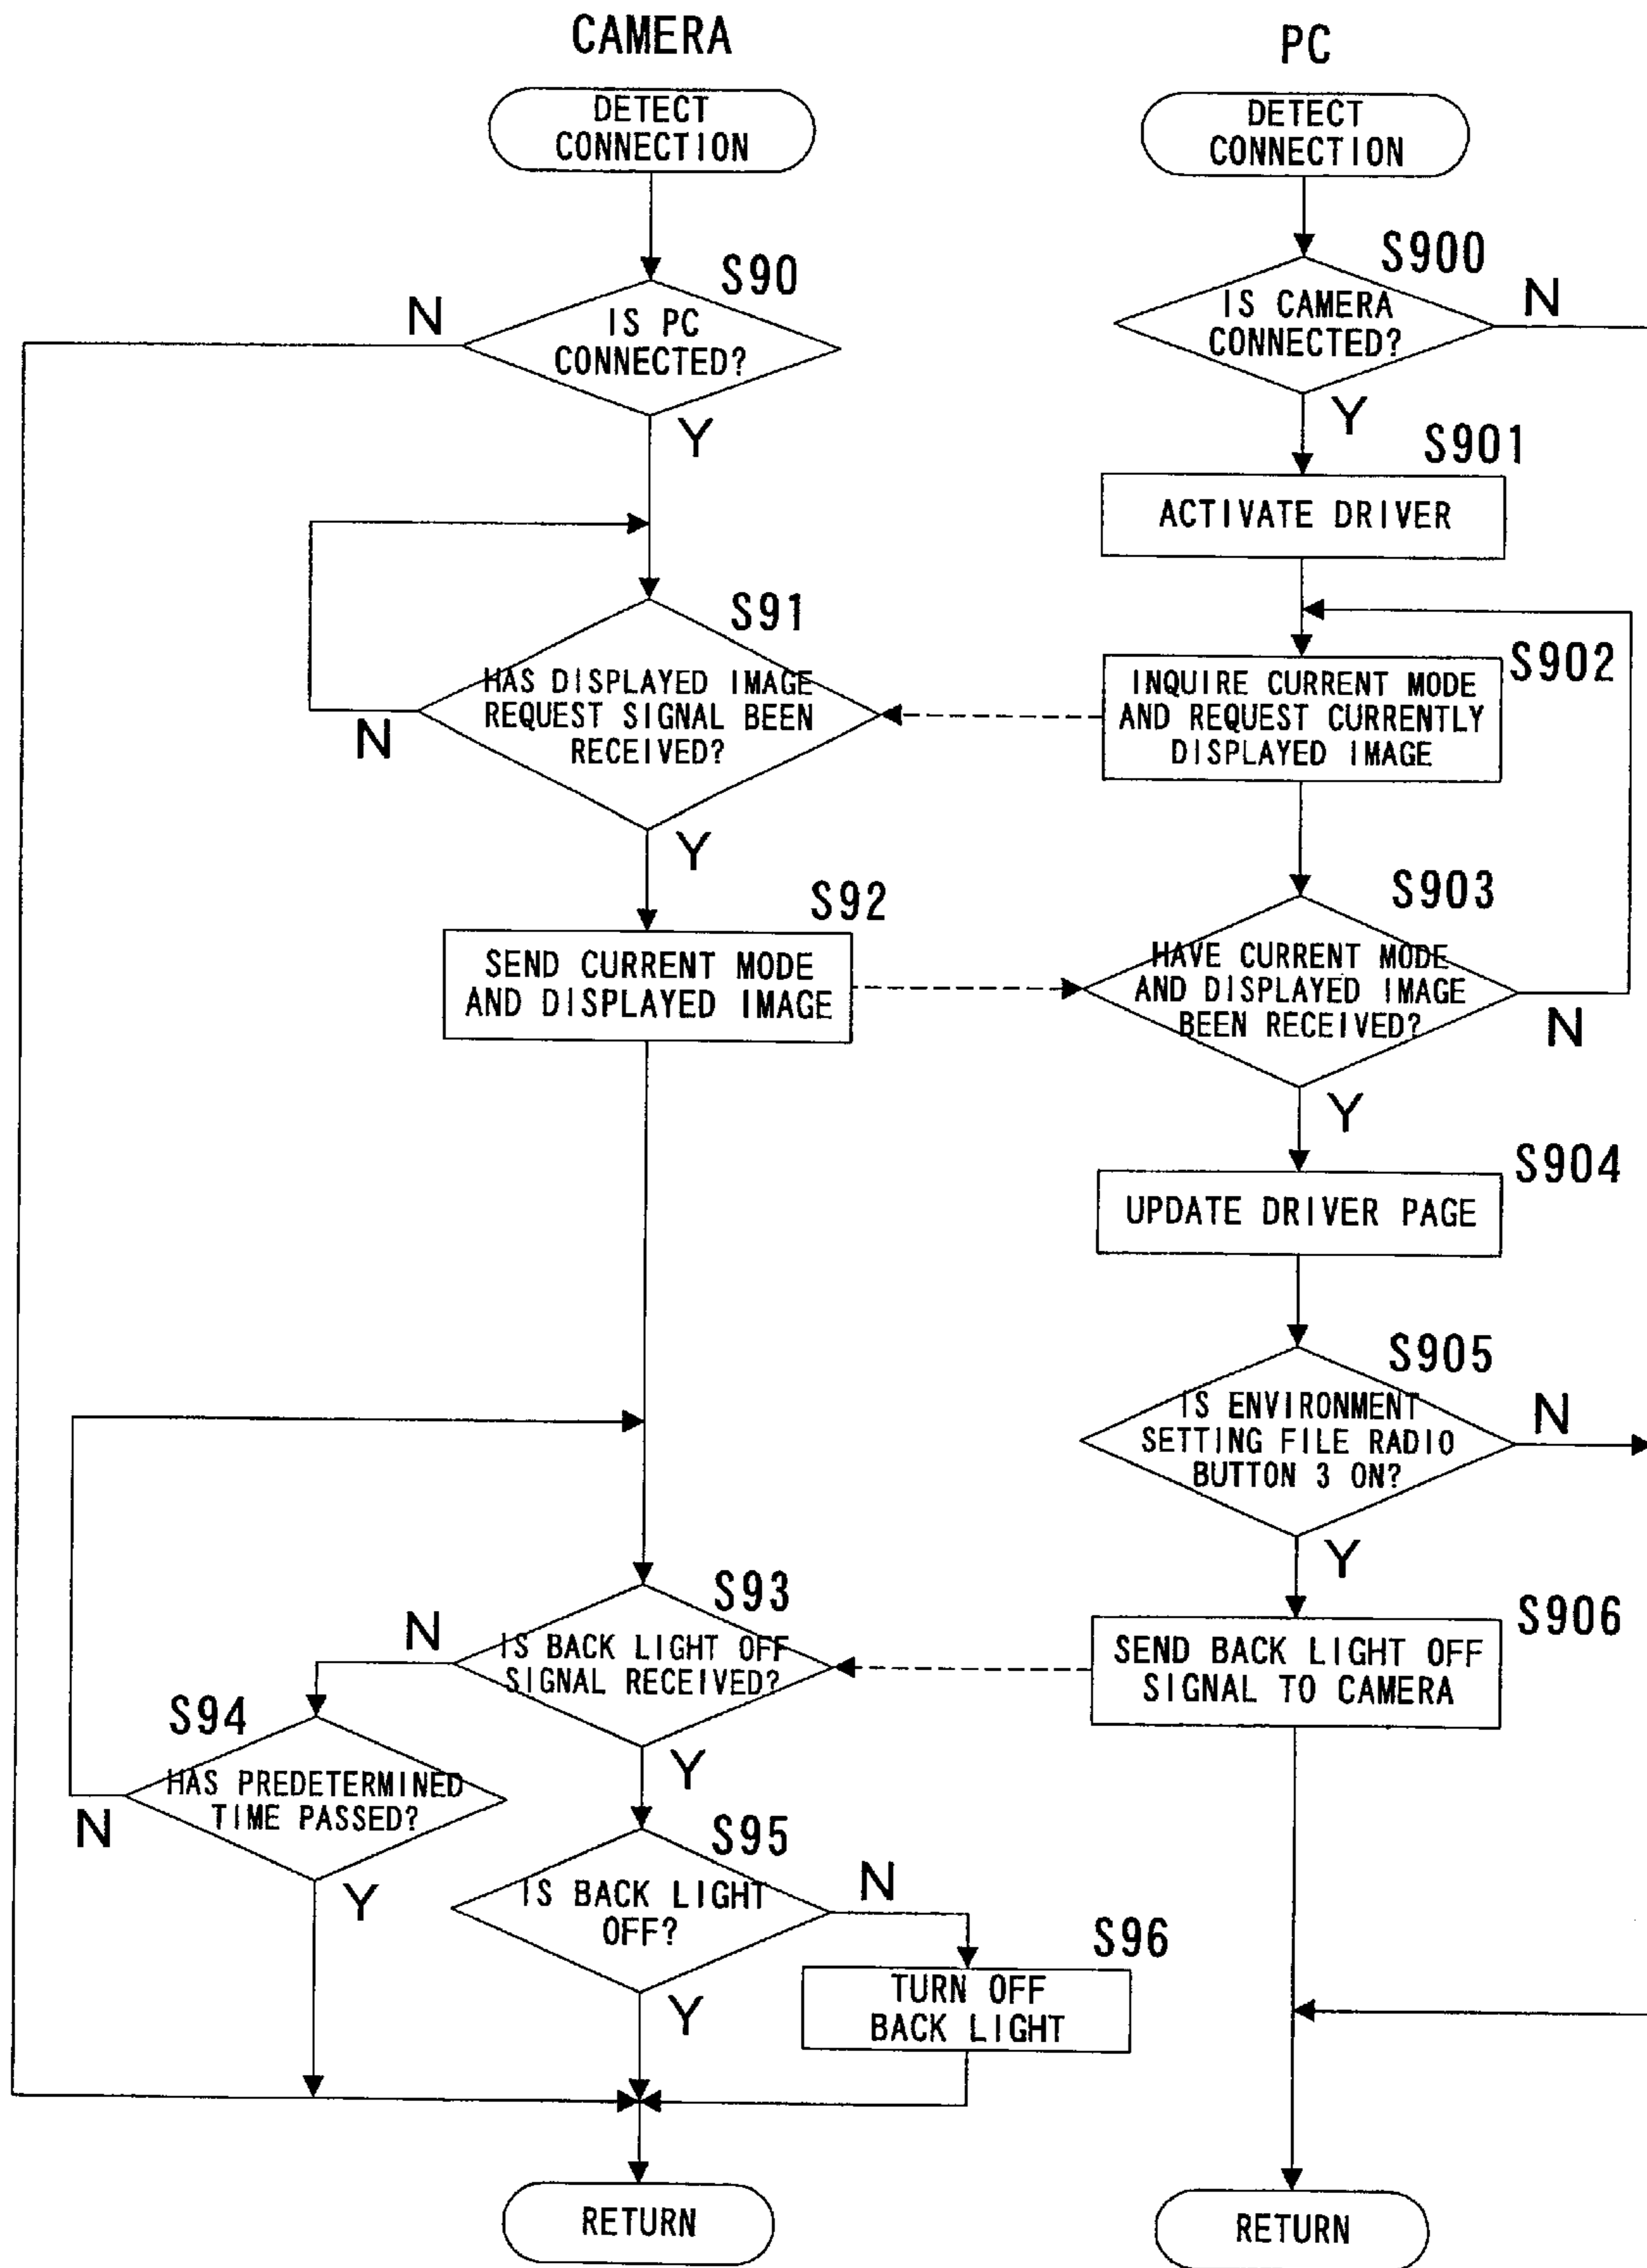 CAMERA
DETECT
CONNECTION
S90
N
IS PC
CONNECTED?
Y
S91
HAS DISPLAYED IMAGE
REQUEST SIGNAL BEEN
RECEIVED?
N
Y
S92
SEND CURRENT MODE
AND DISPLAYED IMAGE
S93
N
IS BACK LIGHT OFF
SIGNAL RECEIVED?
Y
S94
HAS PREDETERMINED
TIME PASSED?
N
Y
S95
IS BACK LIGHT
OFF?
N
Y
S96
TURN OFF
BACK LIGHT
RETURN
PC
DETECT
CONNECTION
S900
IS CAMERA
CONNECTED?
N
Y
S901
ACTIVATE DRIVER
S902
INQUIRE CURRENT MODE
AND REQUEST CURRENTLY
DISPLAYED IMAGE
S903
HAVE CURRENT MODE
AND DISPLAYED IMAGE
BEEN RECEIVED?
N
Y
S904
UPDATE DRIVER PAGE
S905
IS ENVIRONMENT
SETTING FILE RADIO
BUTTON 3 ON?
N
Y
S906
SEND BACK LIGHT OFF
SIGNAL TO CAMERA
RETURN